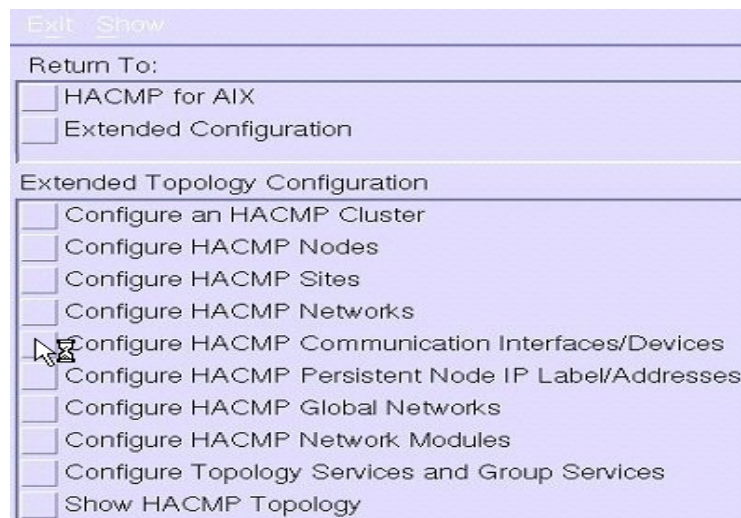 Exit Show
Return To:
HACMP for AIX
Extended Configuration
Extended Topology Configuration
Configure an HACMP Cluster
Configure HACMP Nodes
Configure HACMP Sites
Configure HACMP Networks
Configure HACMP Communication Interfaces/Devices
Configure HACMP Persistent Node IP Label/Addresses
Configure HACMP Global Networks
Configure HACMP Network Modules
Configure Topology Services and Group Services
Show HACMP Topology